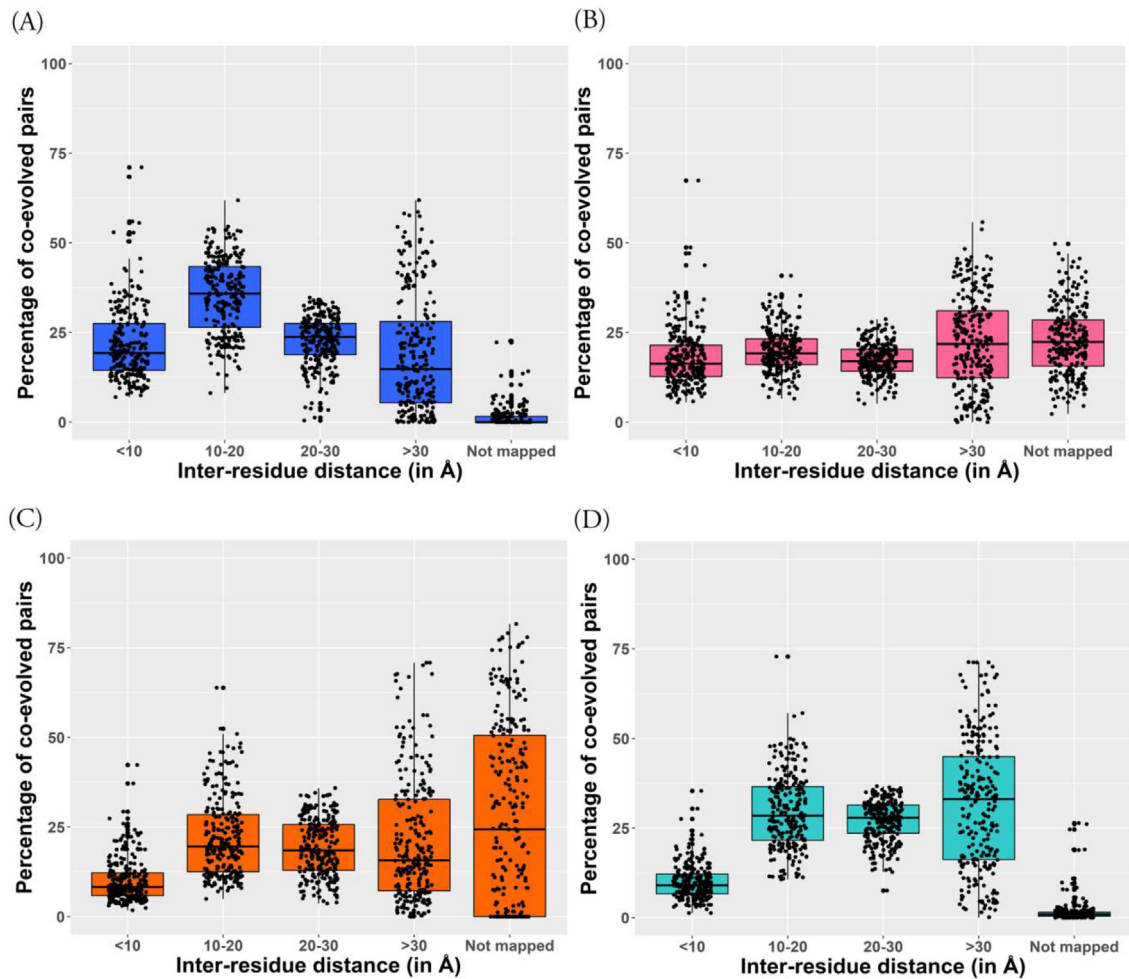 (A)
Percentage of co-evolved pairs
100
75
50
25
0
<10 10-20 20-30 >30 Not mapped
Inter-residue distance (in Å)
(B)
Percentage of co-evolved pairs
100
75
50
25
0
<10 10-20 20-30 >30 Not mapped
Inter-residue distance (in Å)
(C)
Percentage of co-evolved pairs
100
75
50
25
0
<10 10-20 20-30 >30 Not mapped
Inter-residue distance (in Å)
(D)
Percentage of co-evolved pairs
100
75
50
25
0
<10 10-20 20-30 >30 Not mapped
Inter-residue distance (in Å)